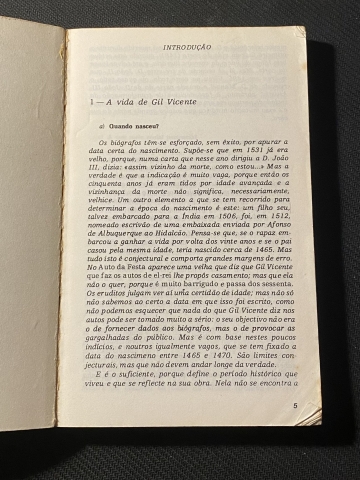 INTRODUÇÃO
1 — A vida de Gil Vicente
a) Quando nasceu?
Os biógrafos têm se esforçado, sem êxito, por apurar a
data certa do nascimento. Supõe-se que em 1531 já era
velho, porque, numa carta que nesse ano dirigiu a D. João
III, dizia: «assim vizinho da morte, como estou...» Mas a
verdade é que a indicação é muito vaga, porque então os
cinquenta anos já eram tidos por idade avançada e a
vizinhança da morte não significa, necessàriamente,
velhice. Um outro elemento a que se tem recorrido para
determinar a época do nascimento é este: um filho seu,
talvez embarcado para a Índia em 1506, foi, em 1512,
nomeado escrivão de uma embaixada enviada por Afonso
de Albuquerque ao Hidalcão. Pensa-se que, se o rapaz em-
barcou a ganhar a vida por volta dos vinte anos e se o pai
casou pela mesma idade, teria nascido cerca de 1465. Mas
tudo isto é conjectural e comporta grandes margens de erro.
No Auto da Festa aparece uma velha que diz que Gil Vicente
que faz os autos de el-rei lhe propôs casamento; mas que ela
não o quer, porque é muito barrigudo e passa dos sessenta.
Os eruditos julgam ver aí uma certidão de idade; mas não só
não sabemos ao certo a data em que isso foi escrito, como
não podemos esquecer que nada do que Gil Vicente diz nos
autos pode ser tomado muito a sério: o seu objectivo não era
o de fornecer dados aos biógrafos, mas o de provocar as
gargalhadas do público. Mas é com base nestes poucos
indícios, e noutros igualmente vagos, que se tem fixado a
data do nascimeno entre 1465 e 1470. São limites con-
jecturais, mas que não devem andar longe da verdade.
E é o suficiente, porque define o período histórico que
viveu e que se reflecte na sua obra. Nela não se encontra a
5